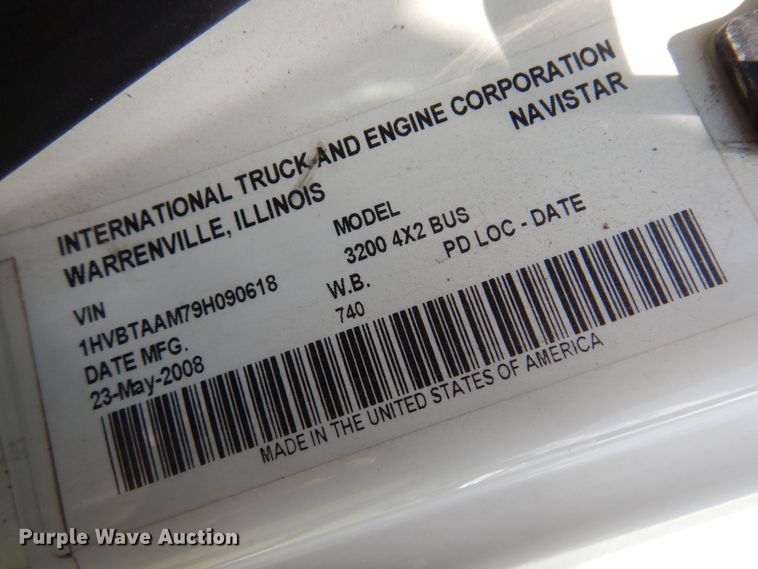 INTERNATIONAL TRUCK AND ENGINE CORPORATION
WARRENVILLE, ILLINOIS
NAVISTAR
VIN
1HVBTAAM79H090618
MODEL
3200 4X2 BUS
DATE MFG.
23-May-2008
W.B.
740
PD LOC - DATE
MADE IN THE UNITED STATES OF AMERICA
Purple Wave Auction